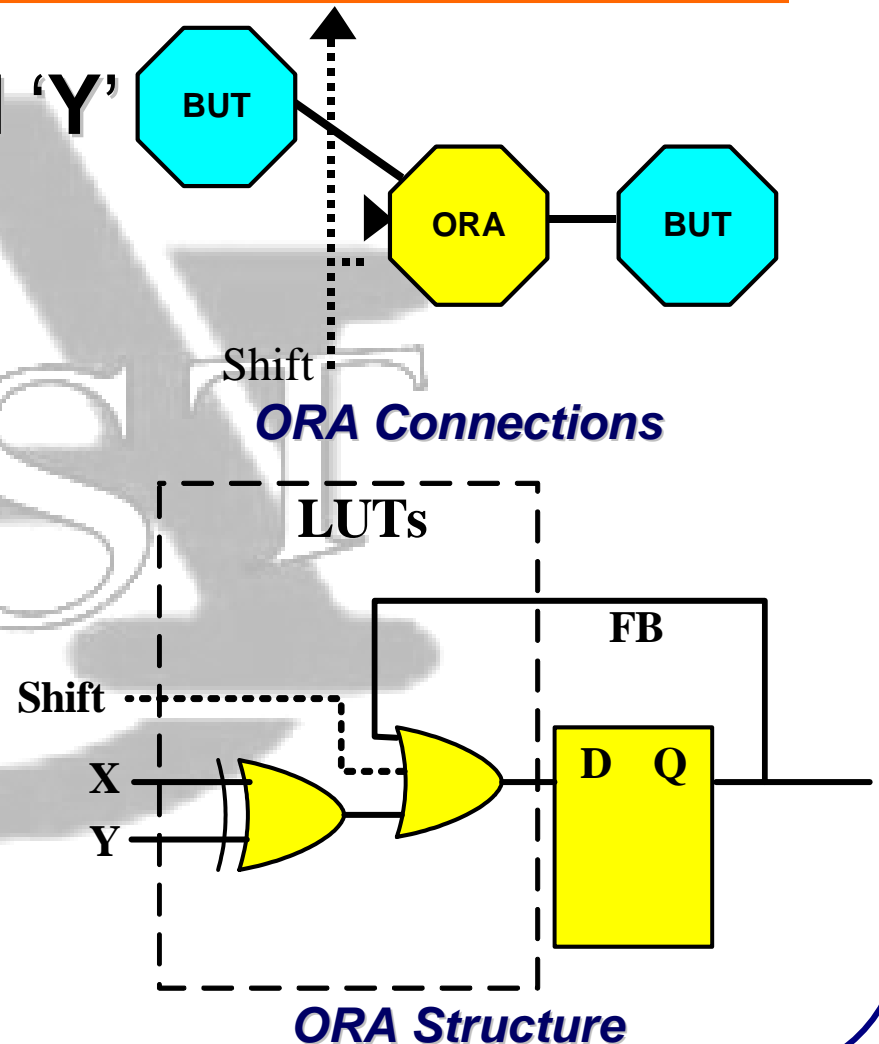 ‘Y’
BUT
ORA
BUT
Shift
ORA Connections
LUTs
FB
Shift
D Q
X
Y
ORA Structure